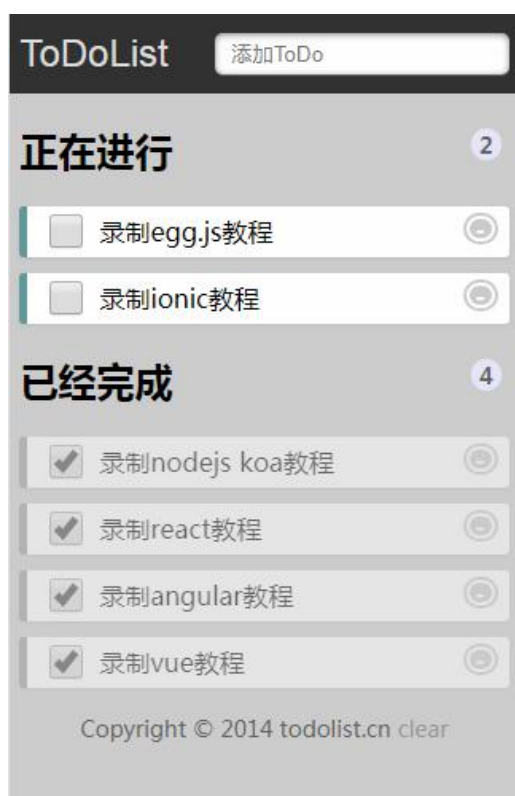 ToDoList 添加ToDo
正在进行 2
录制egg.js教程
录制ionic教程
已经完成 4
录制nodejs koa教程
录制react教程
录制angular教程
录制vue教程
Copyright © 2014 todolist.cn clear